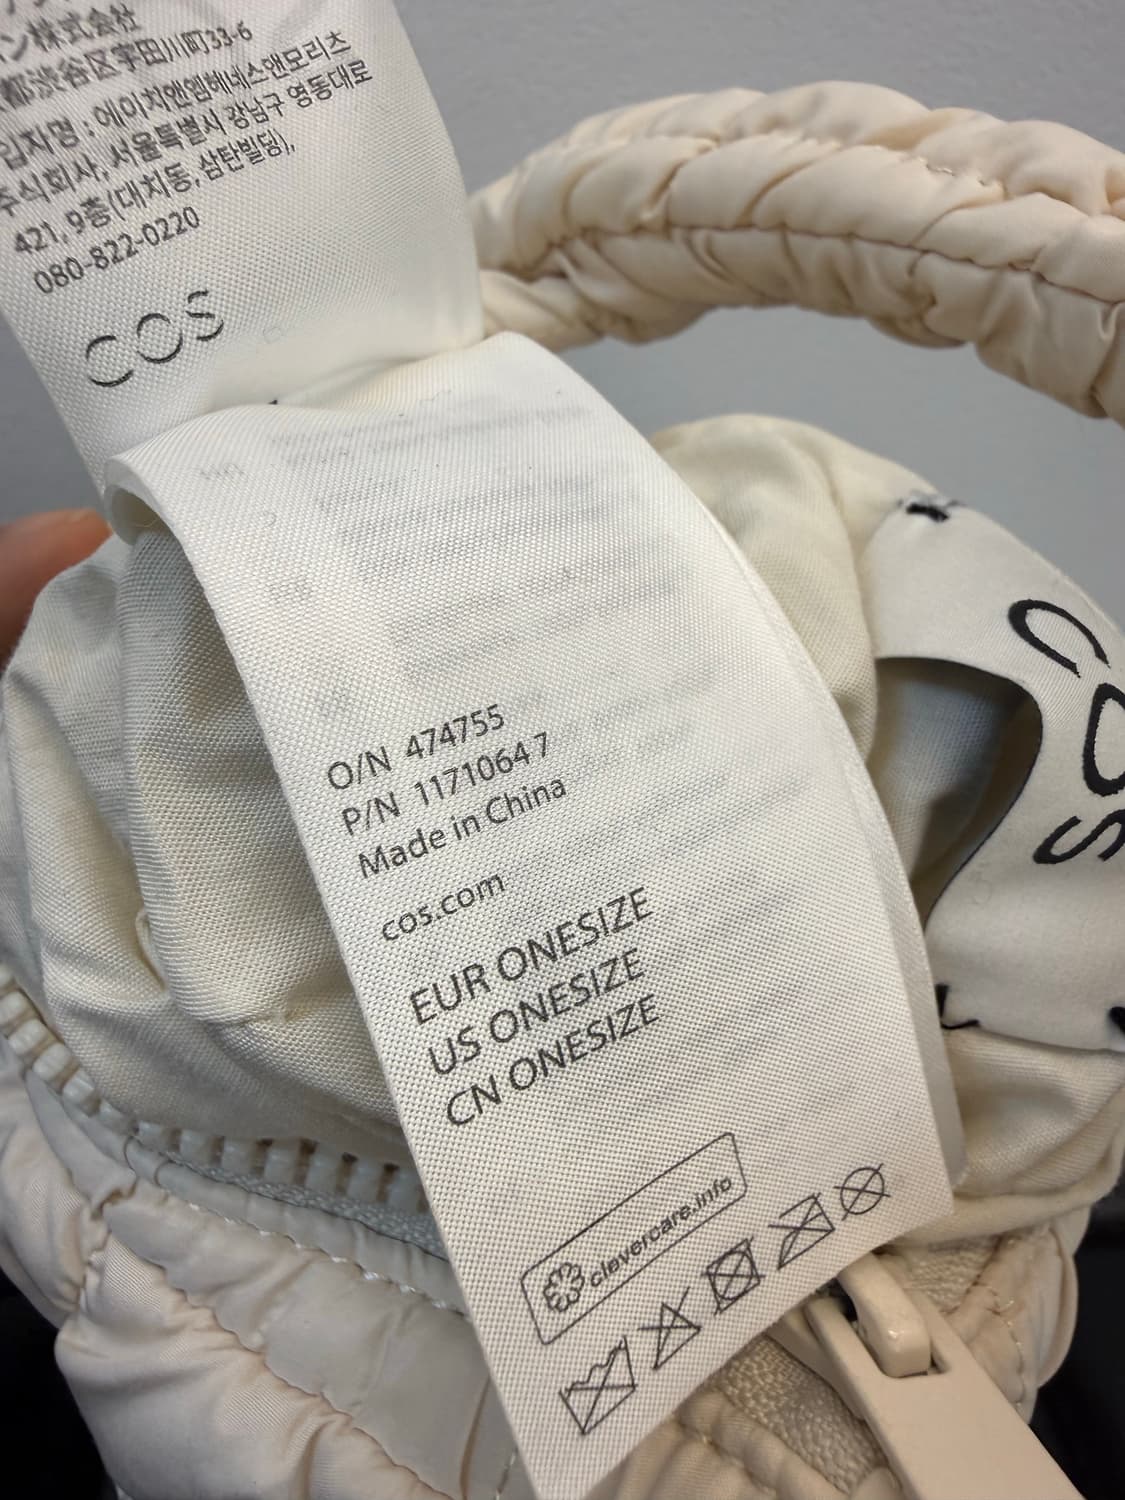 ン株式会社
都渋谷区宇田川町33-6
입자명 : 에이치앤엠헤네스앤모리츠
주식회사, 서울특별시 강남구 영동대로
421, 9층(대치동, 삼탄빌딩),
080-822-0220
COS
O/N 474755
P/N 1171064 7
Made in China
cos.com
EUR ONESIZE
US ONESIZE
CN ONESIZE
clevercare.info
COS